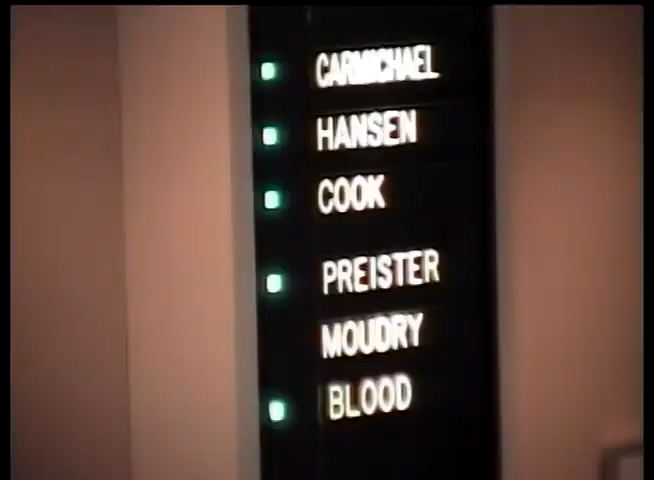 CARMICHAEL
HANSEN
COOK
PREISTER
MOUDRY
BLOOD